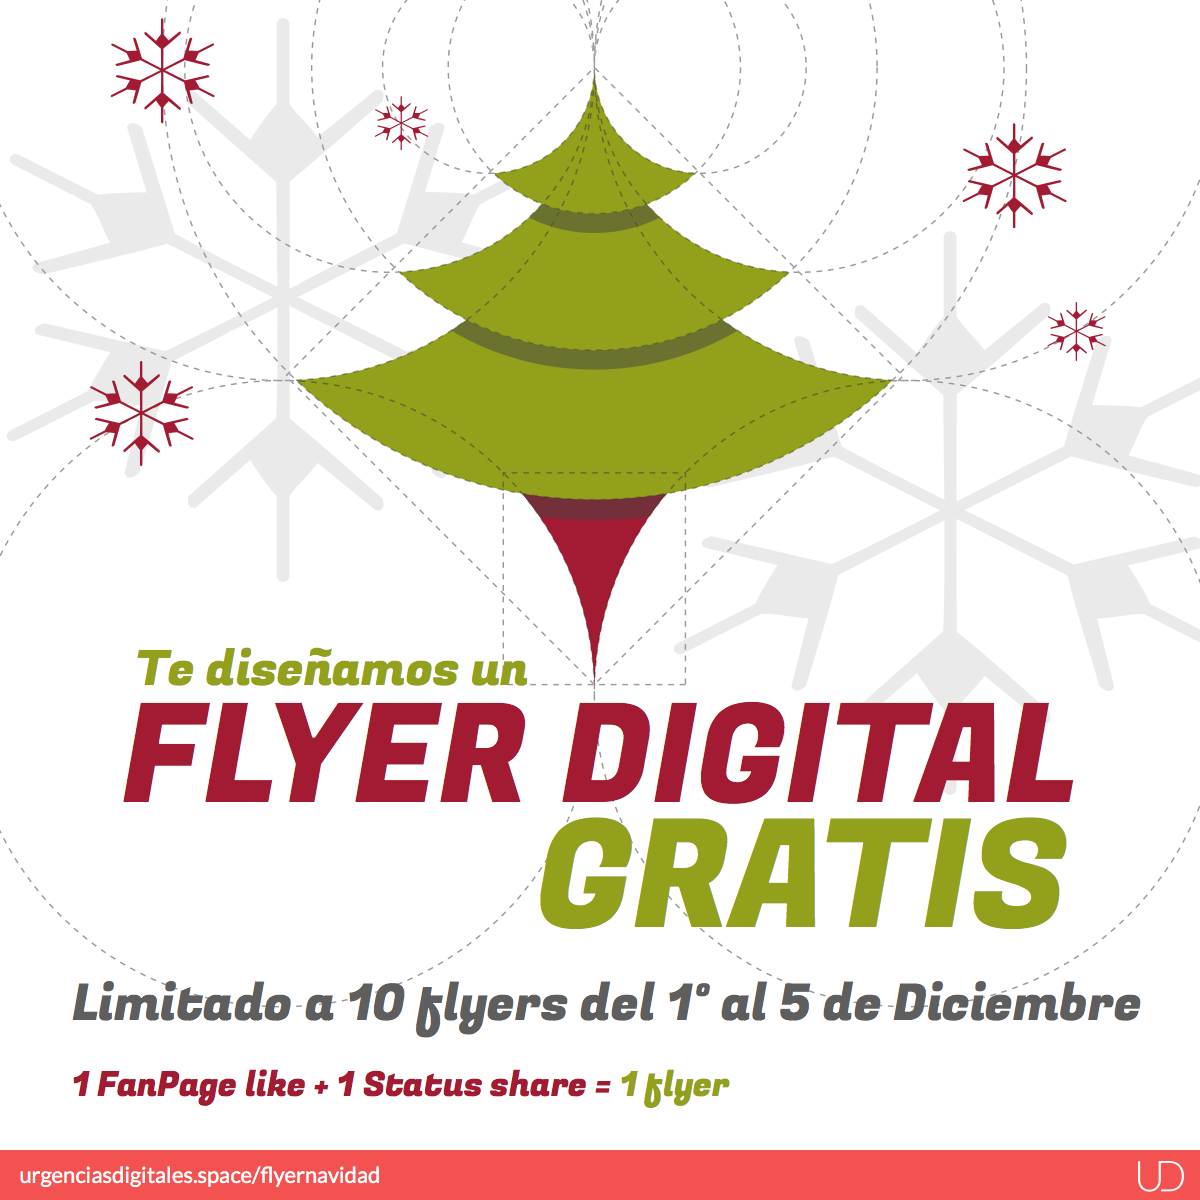 Te diseñamos un
FLYER DIGITAL
GRATIS
Limitado a 10 flyers del 1º al 5 de Diciembre
1 FanPage like + 1 Status share = 1 flyer
urgenciasdigitales.space/flyernavidad
UD